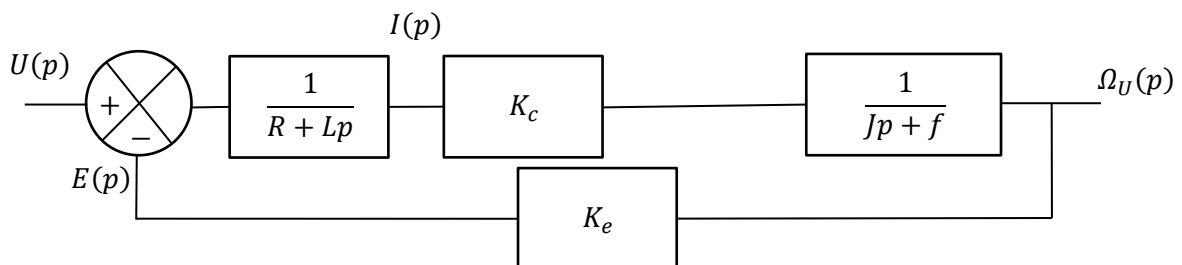 I(p)
U(p)
+
−
E(p)
1
R + Lp
K_c
1
Jp + f
Ω_U(p)
K_e